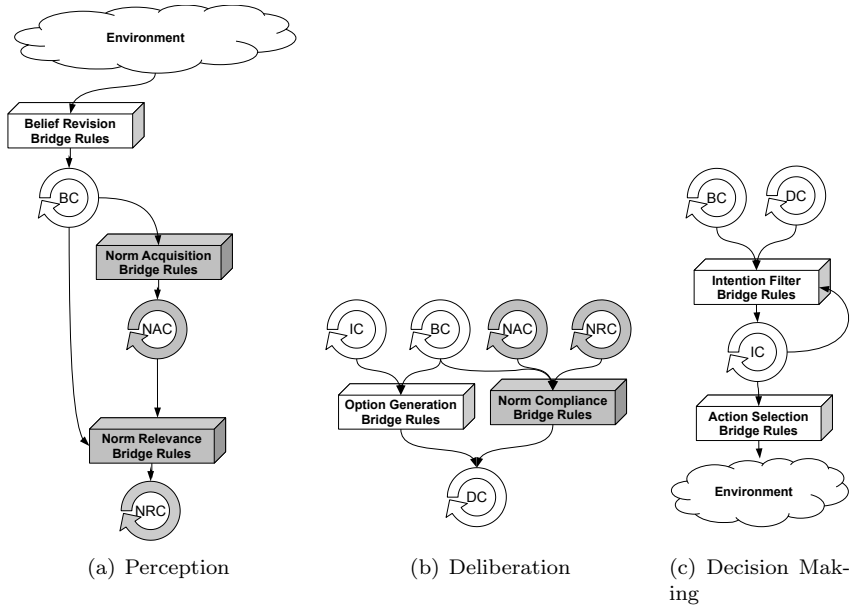 Environment
Belief Revision
Bridge Rules
BC
Norm Acquisition
Bridge Rules
NAC
Norm Relevance
Bridge Rules
NRC
(a) Perception
IC
BC
NAC
NRC
Option Generation
Bridge Rules
Norm Compliance
Bridge Rules
DC
(b) Deliberation
BC
DC
Intention Filter
Bridge Rules
IC
Action Selection
Bridge Rules
Environment
(c) Decision Mak-
ing